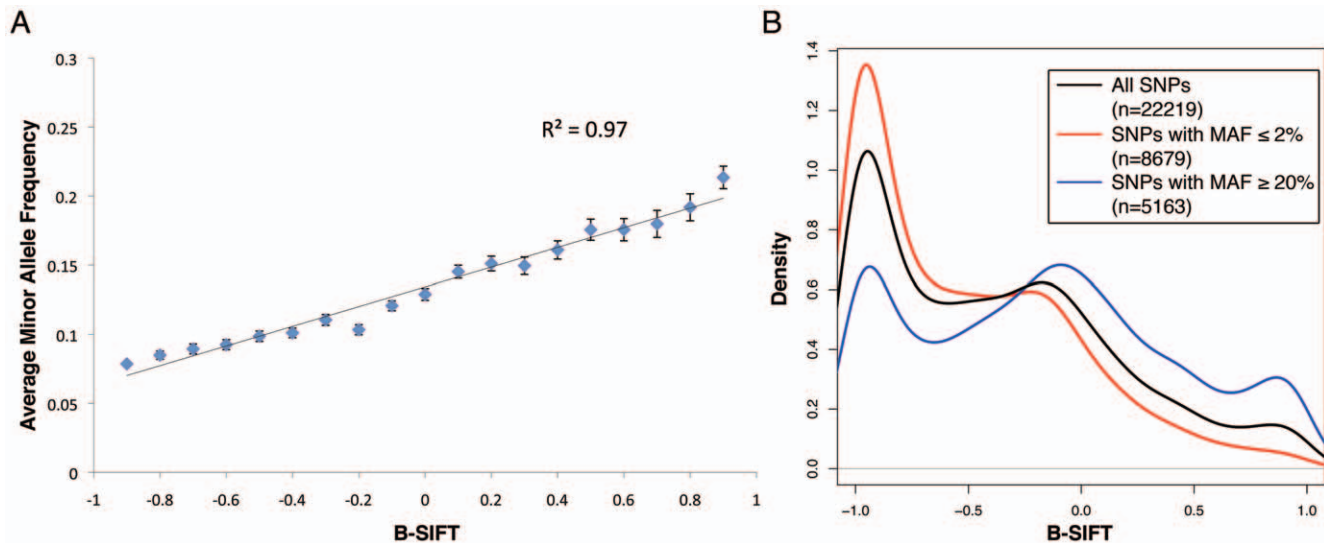 A
Average Minor Allele Frequency
0.3
0.25
0.2
0.15
0.1
0.05
0
R² = 0.97
-1 -0.8 -0.6 -0.4 -0.2 0 0.2 0.4 0.6 0.8 1
B-SIFT
B
Density
1.4
1.2
1.0
0.8
0.6
0.4
0.2
0.0
All SNPs
(n=22219)
SNPs with MAF ≤ 2%
(n=8679)
SNPs with MAF ≥ 20%
(n=5163)
−1.0 −0.5 0.0 0.5 1.0
B-SIFT